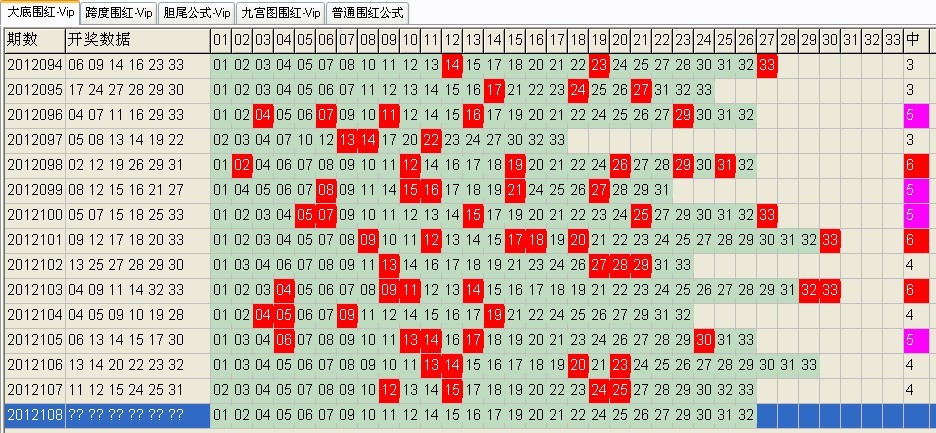 大底围红-Vip 跨度围红-Vip 胆尾公式-Vip 九宫图围红-Vip 普通围红公式
期数 开奖数据 01 02 03 04 05 06 07 08 09 10 11 12 13 14 15 16 17 18 19 20 21 22 23 24 25 26 27 28 29 30 31 32 33 中
2012094 06 09 14 16 23 33 01 02 03 04 05 07 08 10 11 12 13 14 15 17 18 20 21 22 23 24 25 27 28 30 31 32 33 3
2012095 17 24 27 28 29 30 01 02 03 04 05 06 07 08 10 11 12 13 14 17 18 20 22 24 25 26 27 31 32 33 3
2012096 04 07 11 16 29 33 01 02 04 05 06 07 09 10 11 12 13 15 16 17 18 19 20 22 23 24 26 28 29 30 31 32 5
2012097 05 08 13 14 19 22 02 03 04 07 10 12 13 14 17 20 22 23 24 27 30 32 33 3
2012098 02 12 19 26 29 31 01 02 04 05 06 07 08 10 11 12 14 16 17 18 19 20 22 23 24 26 27 28 29 30 31 32 6
2012099 08 12 15 16 21 27 01 04 05 06 07 08 09 11 14 15 16 17 18 19 21 22 24 25 27 28 29 31 5
2012100 05 07 15 18 25 33 01 02 03 04 05 07 09 10 11 12 13 14 15 17 19 20 21 22 23 24 25 27 28 29 30 32 33 5
2012101 09 12 17 18 20 33 01 02 03 04 05 06 07 09 10 11 12 13 14 16 17 18 19 20 21 22 23 24 25 27 28 29 30 31 32 33 6
2012102 13 25 27 28 29 30 01 03 04 06 07 08 10 11 13 14 15 16 18 19 21 23 24 26 27 28 29 31 33 4
2012103 04 09 11 14 32 33 01 02 03 04 05 06 07 08 09 11 12 13 14 15 16 17 18 19 21 22 23 24 25 26 27 28 29 31 32 33 6
2012104 04 05 09 10 19 28 01 02 04 05 06 07 09 11 12 14 15 16 17 19 20 22 23 24 26 27 29 30 32 4
2012105 06 13 14 15 17 30 01 02 04 06 07 08 09 10 11 13 14 16 17 18 19 20 21 22 23 24 26 28 29 30 31 33 5
2012106 13 14 20 22 23 32 01 02 03 04 05 06 07 08 10 11 13 14 15 16 17 18 19 20 21 23 24 25 26 27 28 29 30 31 33 4
2012107 11 12 15 24 25 31 02 03 04 05 07 08 09 10 12 13 14 15 16 17 18 20 21 23 24 25 27 28 29 30 32 33 4
2012108 ?? ?? ?? ?? ?? ?? 01 02 03 04 05 06 07 09 10 11 12 14 15 16 17 18 20 22 24 25 27 28 29 30 31 32